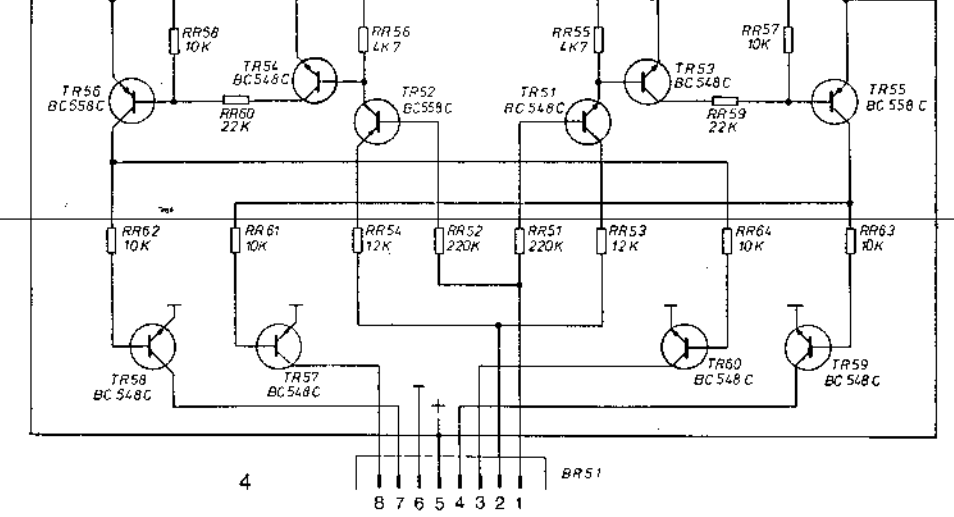 RR58
10K
RR56
4K7
RR55
4K7
RR57
10K
TR54
BC548C
TR53
BC548C
TR56
BC558C
TR52
BC558C
TR51
BC548C
TR55
BC558C
RR60
22K
RR59
22K
RR62
10K
RR61
10K
RR54
12K
RR52
220K
RR51
220K
RR53
12K
RR64
10K
RR63
10K
TR58
BC548C
TR57
BC548C
TR60
BC548C
TR59
BC548C
BR51
4
8 7 6 5 4 3 2 1